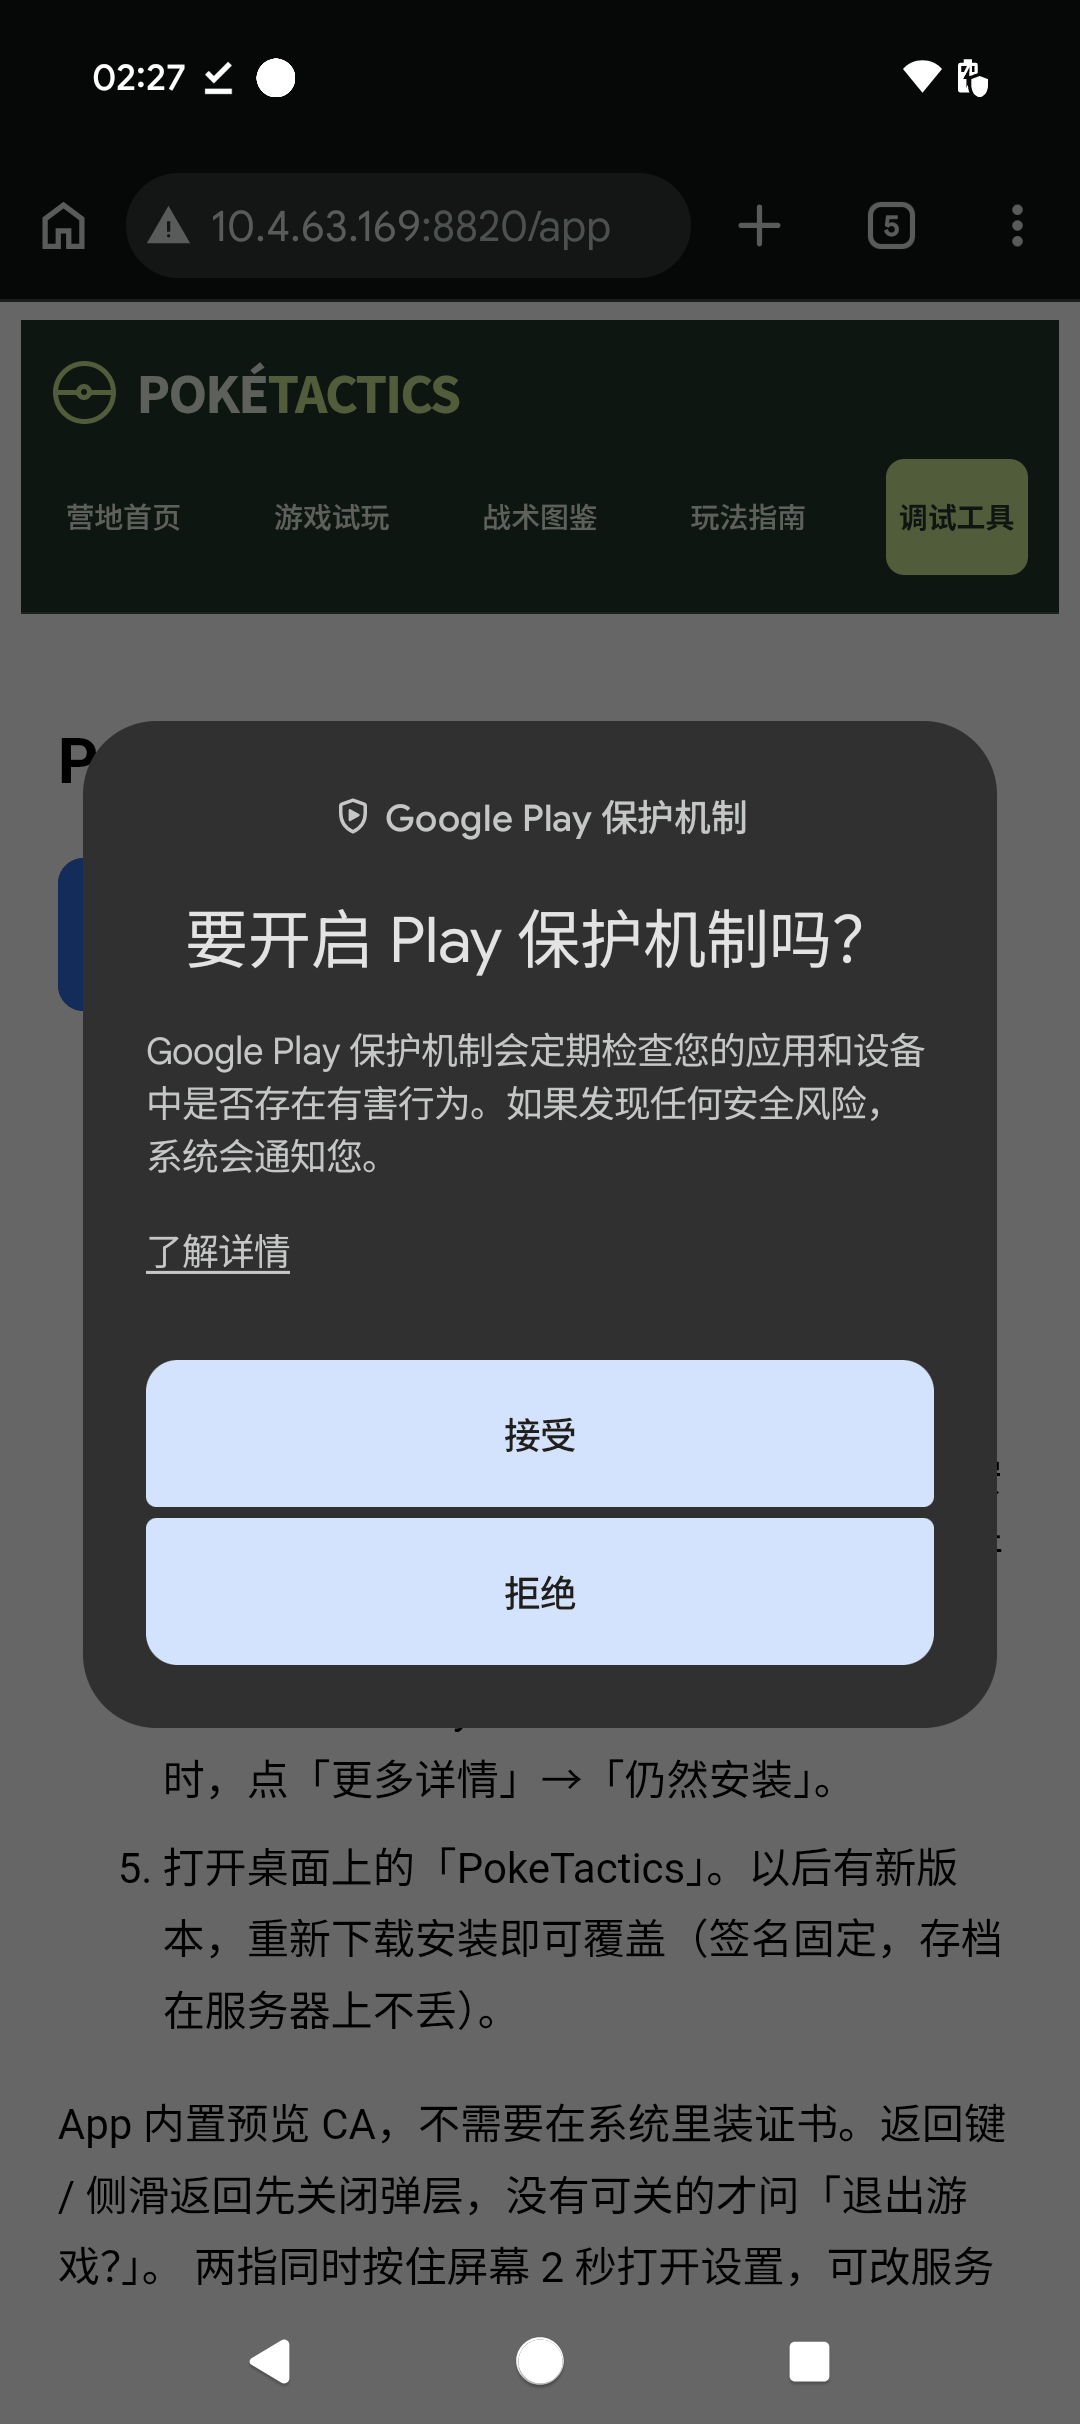 02:27
10.4.63.169:8820/app
5
POKÉTACTICS
营地首页
游戏试玩
战术图鉴
玩法指南
调试工具
P
Google Play 保护机制
要开启 Play 保护机制吗？
Google Play 保护机制会定期检查您的应用和设备
中是否存在有害行为。如果发现任何安全风险，
系统会通知您。
了解详情
接受
拒绝
时，点「更多详情」→「仍然安装」。
5. 打开桌面上的「PokeTactics」。以后有新版
本，重新下载安装即可覆盖（签名固定，存档
在服务器上不丢）。
App 内置预览 CA，不需要在系统里装证书。返回键
/ 侧滑返回先关闭弹层，没有可关的才问「退出游
戏？」。 两指同时按住屏幕 2 秒打开设置，可改服务